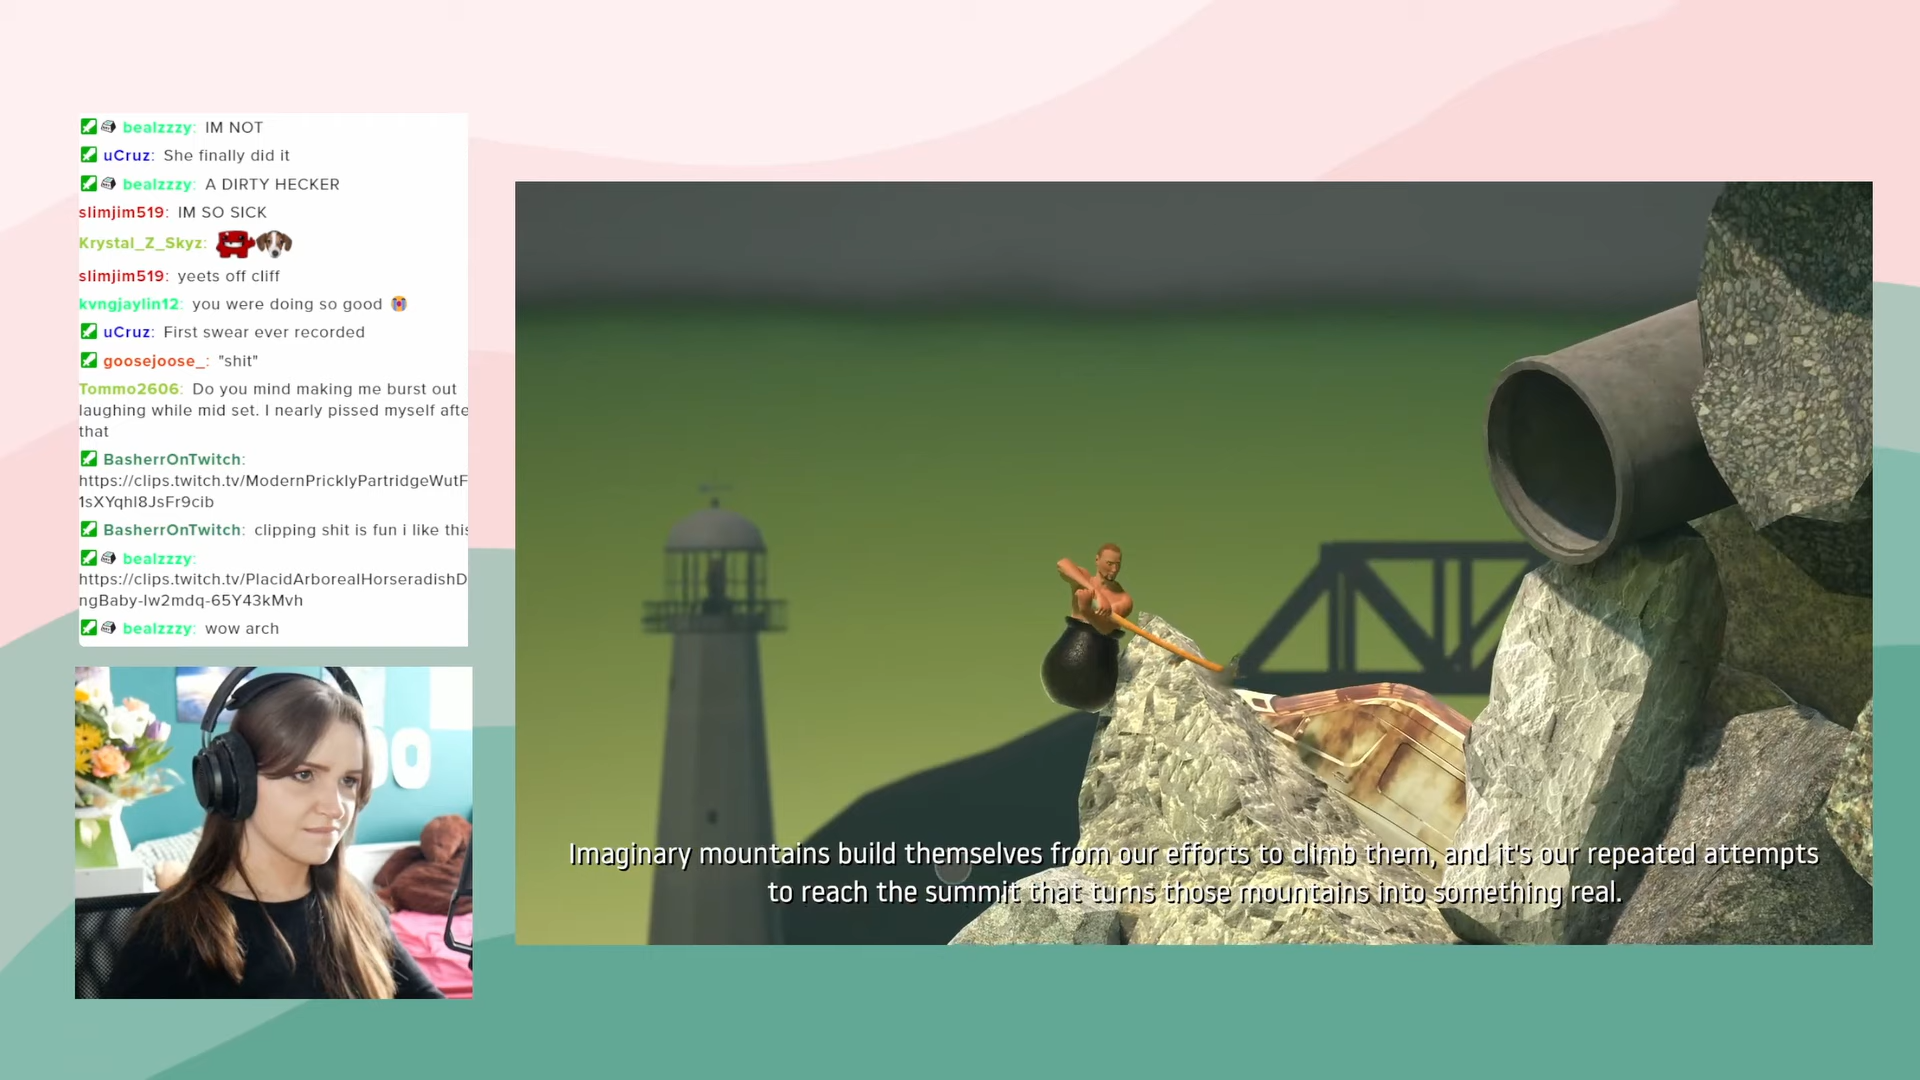 bealzzzy: IM NOT
uCruz: She finally did it
bealzzzy: A DIRTY HECKER
slimjim519: IM SO SICK
Krystal_Z_Skyz:
slimjim519: yeets off cliff
kvngjaylin12: you were doing so good
uCruz: First swear ever recorded
goosejoose_: "shit"
Tommo2606: Do you mind making me burst out
laughing while mid set. I nearly pissed myself afte
that
BasherrOnTwitch:
https://clips.twitch.tv/ModernPricklyPartridgeWutF
1sXYqhl8JsFr9cib
BasherrOnTwitch: clipping shit is fun i like this
bealzzzy:
https://clips.twitch.tv/PlacidArborealHorseradishD
ngBaby-lw2mdq-65Y43kMvh
bealzzzy: wow arch
Imaginary mountains build themselves from our efforts to climb them, and it's our repeated attempts
to reach the summit that turns those mountains into something real.